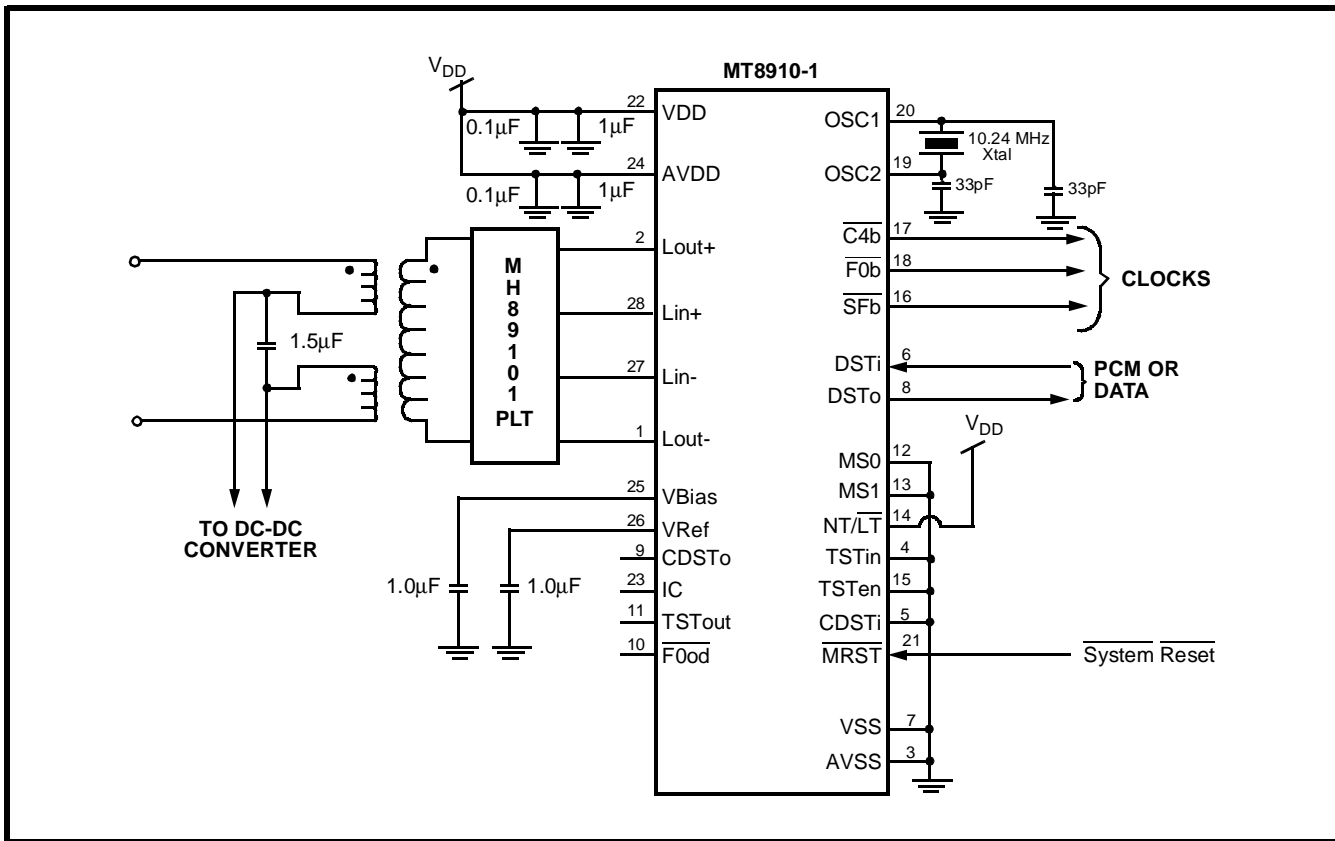 MT8910-1
VDD
22
VDD
0.1µF
1µF
24
AVDD
0.1µF
1µF
2
Lout+
28
Lin+
27
Lin-
1
Lout-
M
H
8
9
1
0
1
PLT
1.5µF
TO DC-DC
CONVERTER
25
VBias
26
VRef
9
CDSTo
23
IC
11
TSTout
10
F0od
1.0µF
1.0µF
OSC1
20
10.24 MHz
Xtal
OSC2
19
33pF
33pF
C4b
17
F0b
18
SFb
16
CLOCKS
DSTi
6
DSTo
8
PCM OR
DATA
VDD
MS0
12
MS1
13
NT/LT
14
TSTin
4
TSTen
15
CDSTi
5
MRST
21
System Reset
VSS
7
AVSS
3